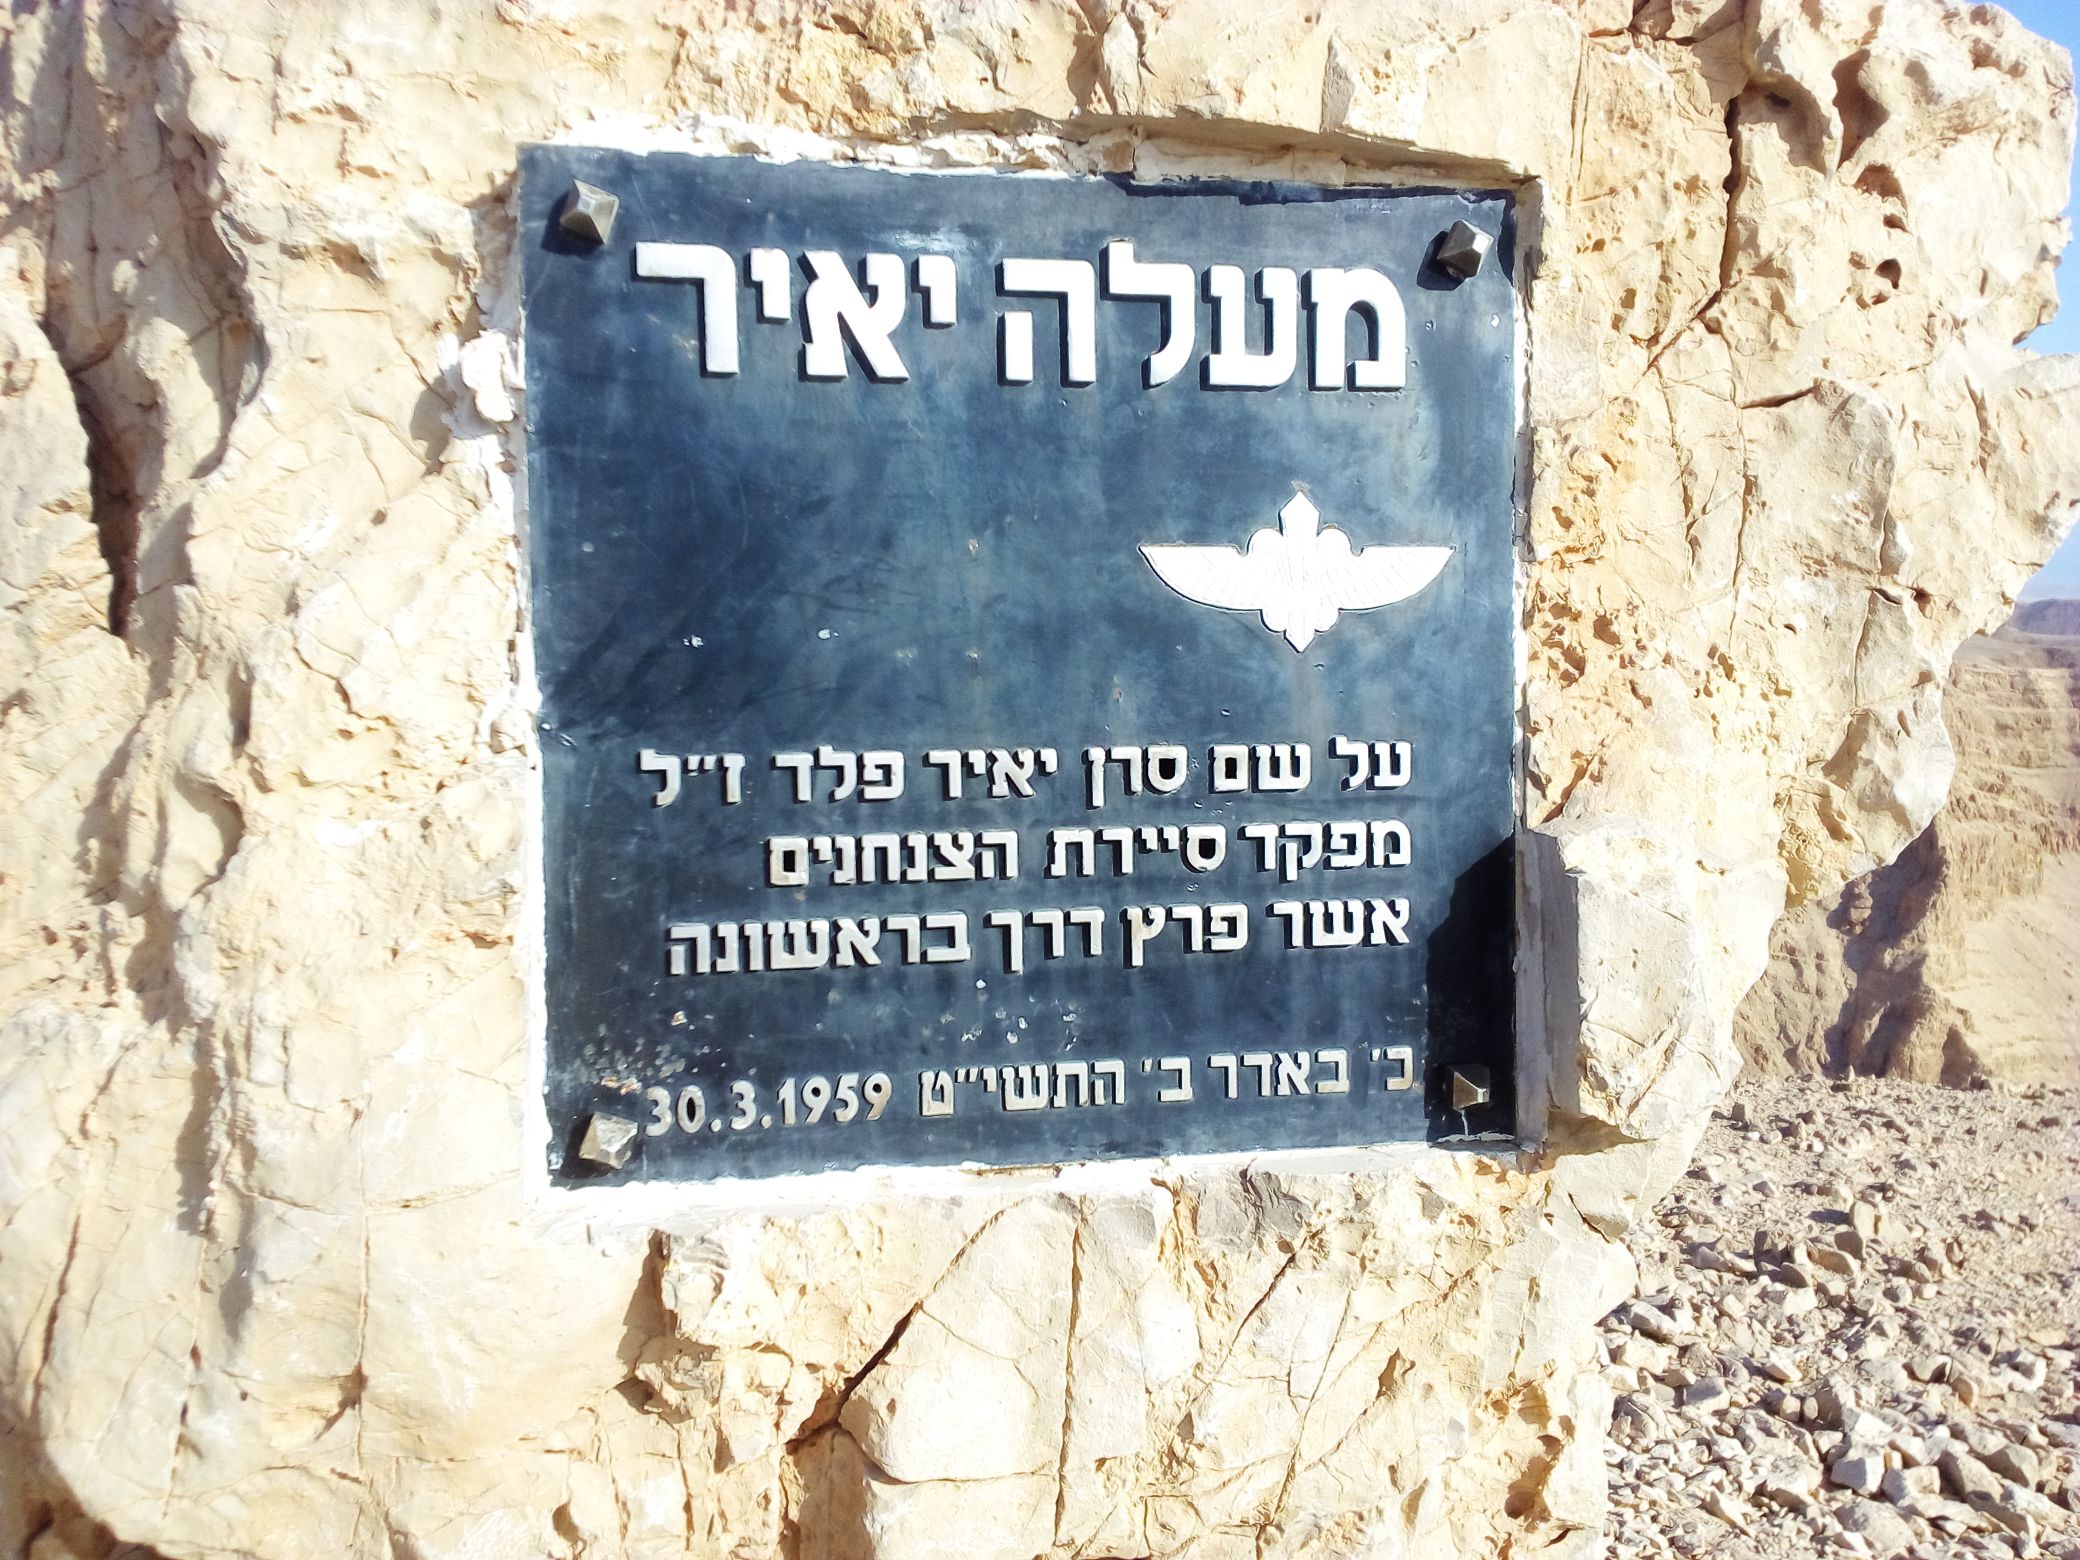 מעלה יאיר
על שם סרן יאיר פלד ז״ל
מפקד סיירת הצנחנים
אשר פרץ דרך בראשונה
כ׳ באדר ב׳ התשי״ט 30.3.1959